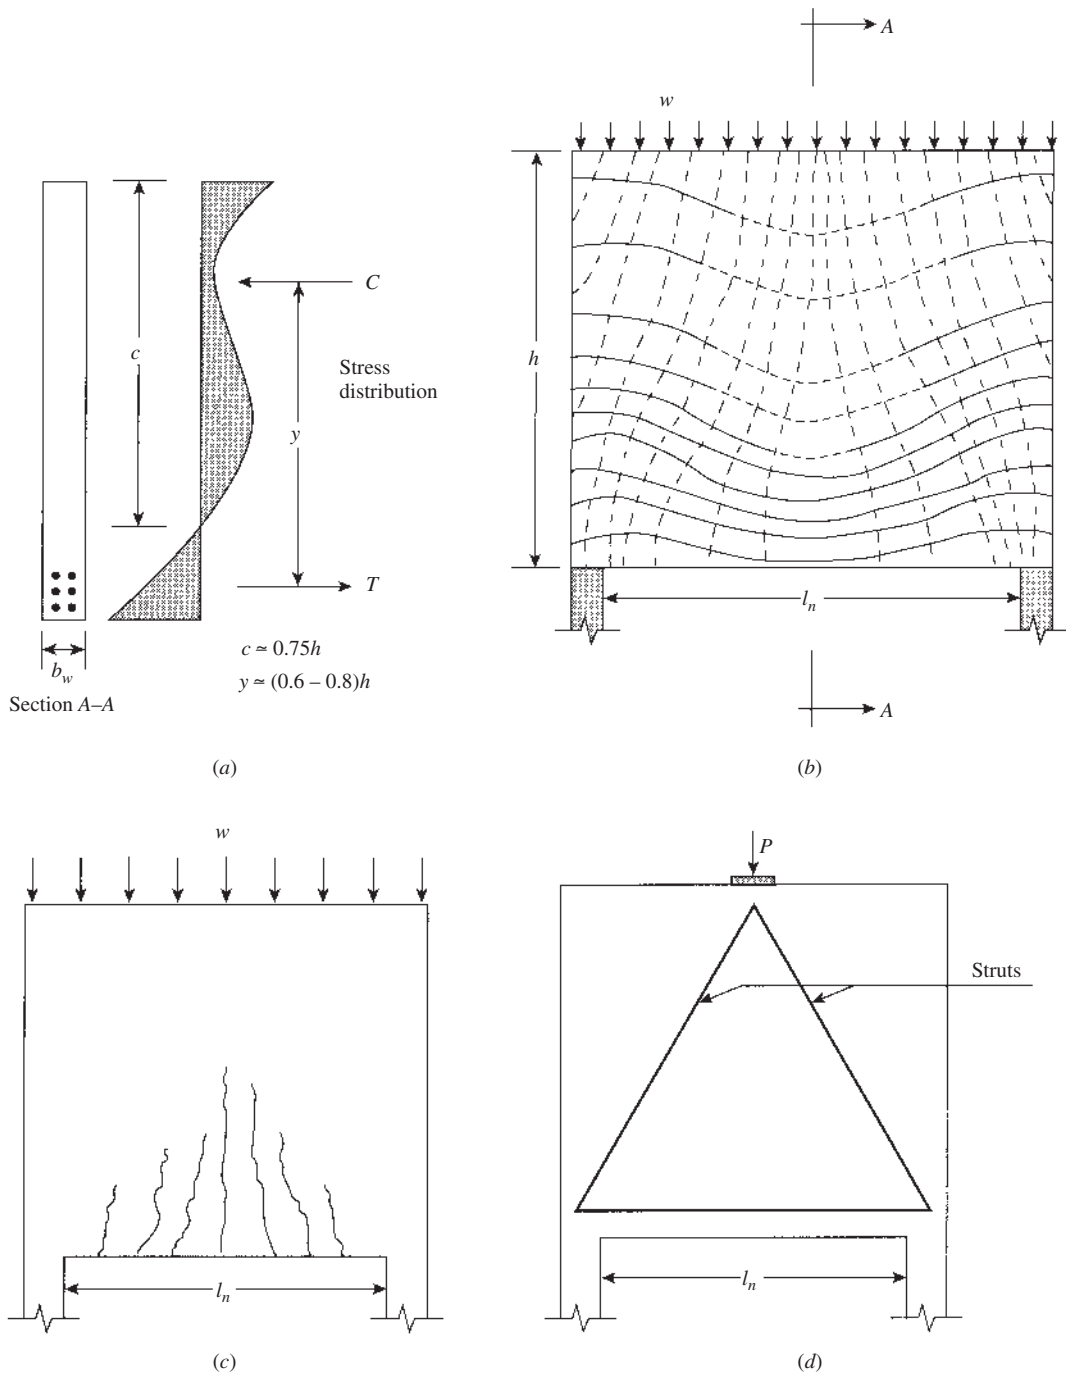 A
w
c
C
Stress
distribution
h
y
T
l_n
c ≃ 0.75h
b_w
y ≃ (0.6 – 0.8)h
Section A–A
A
(a)
(b)
w
P
Struts
l_n
l_n
(c)
(d)